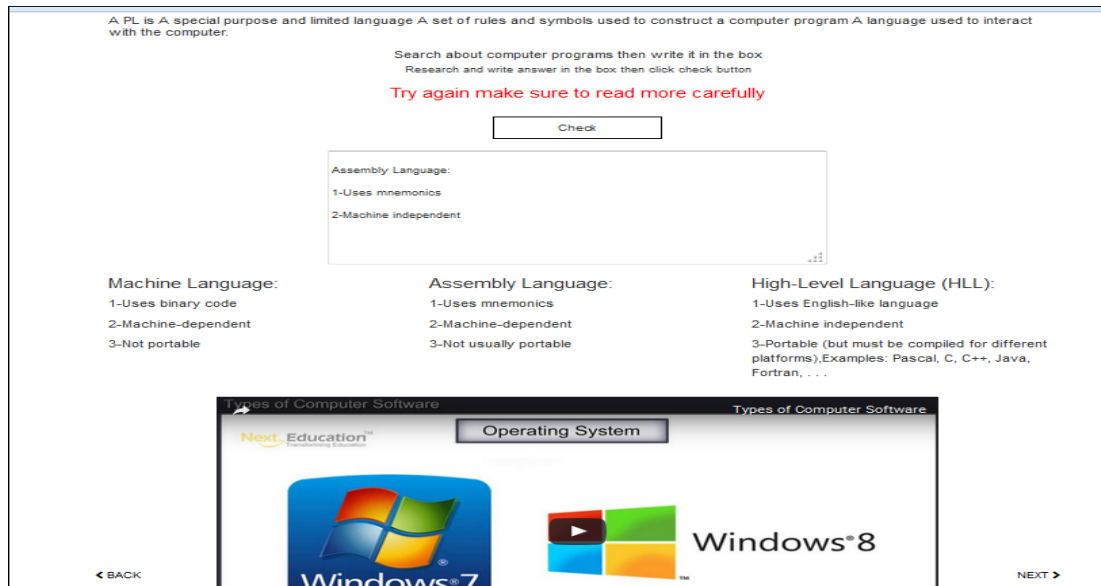 A PL is A special purpose and limited language A set of rules and symbols used to construct a computer program A language used to interact
with the computer.
Search about computer programs then write it in the box
Research and write answer in the box then click check button
Try again make sure to read more carefully
Check
Assembly Language:
1-Uses mnemonics
2-Machine independent
Machine Language:
1-Uses binary code
2-Machine-dependent
3-Not portable
Assembly Language:
1-Uses mnemonics
2-Machine-dependent
3-Not usually portable
High-Level Language (HLL):
1-Uses English-like language
2-Machine independent
3-Portable (but must be compiled for different
platforms),Examples: Pascal, C, C++, Java,
Fortran, . . .
Types of Computer Software
Types of Computer Software
Next Education™
Transforming Education
Operating System
Windows®7
Windows®8
™
< BACK
NEXT >